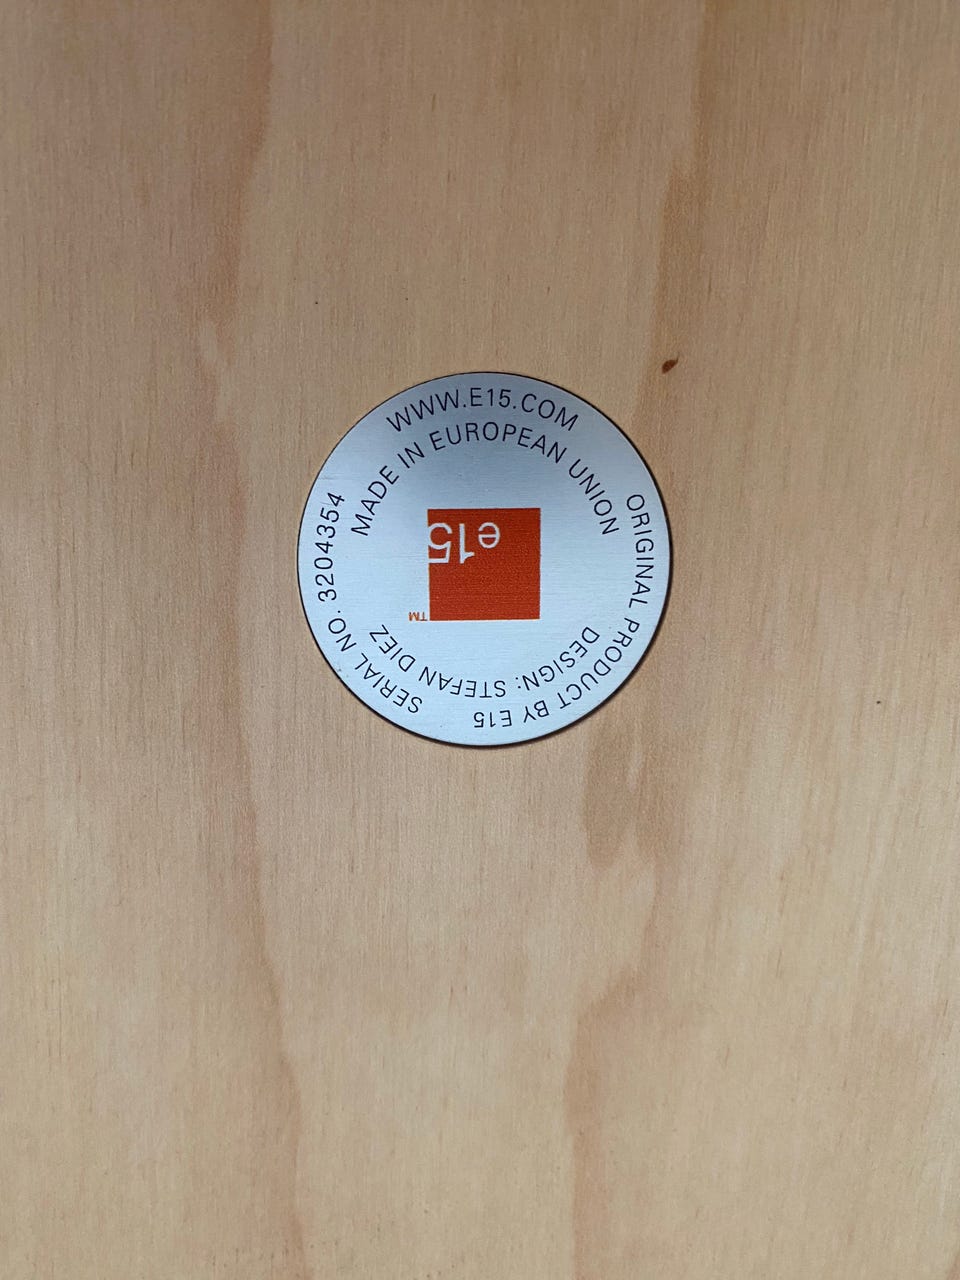 ORIGINAL PRODUCT BY E15
SERIAL NO. 3204354
WWW.E15.COM
DESIGN: STEFAN DIEZ
MADE IN EUROPEAN UNION
e15
TM